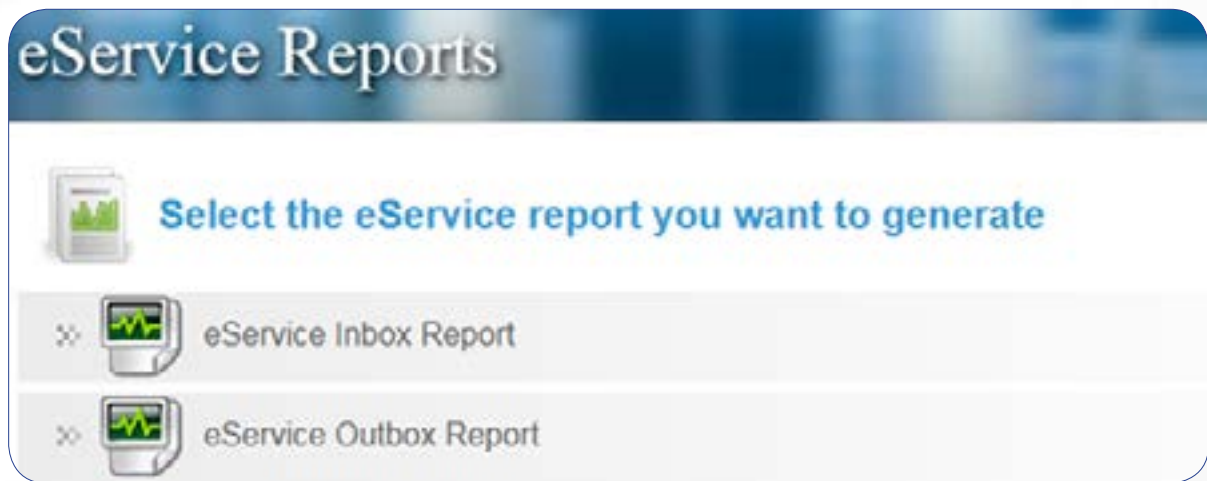 eService Reports
Select the eService report you want to generate
eService Inbox Report
eService Outbox Report